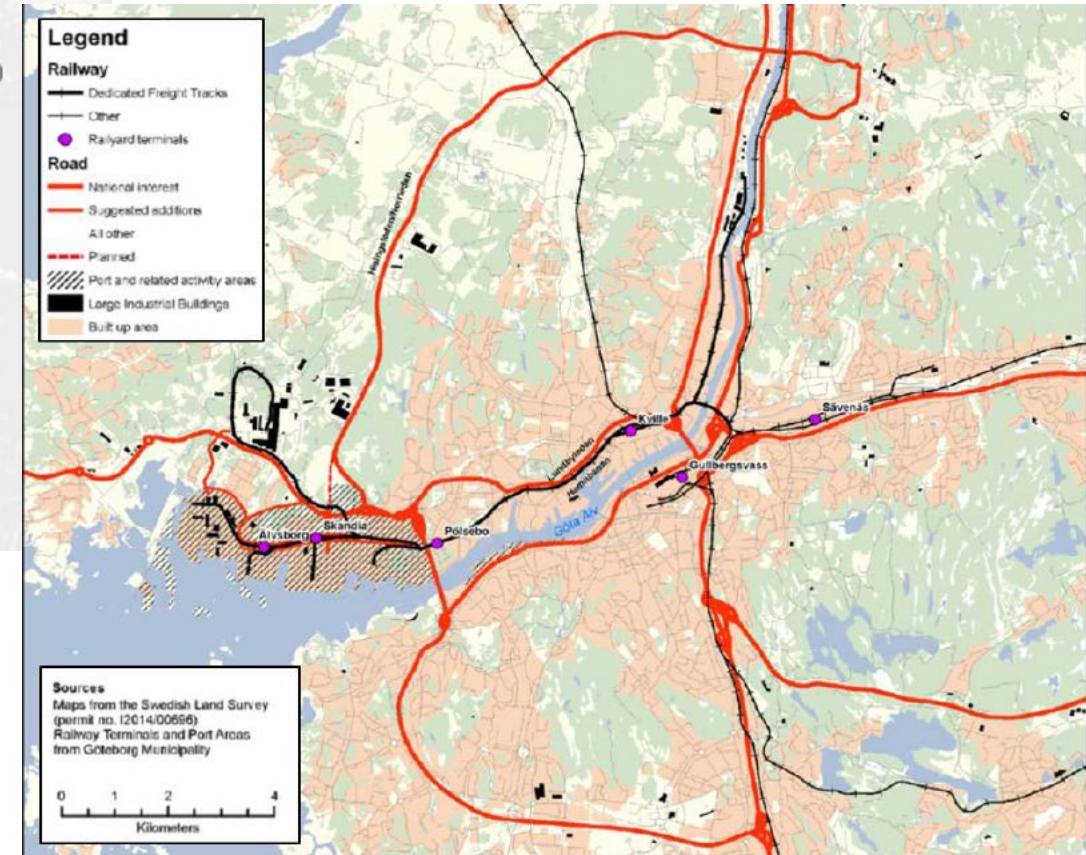 Legend
Railway
Dedicated Freight Tracks
Other
Railyard terminals
Road
National interest
Suggested additions
All other
Planned
Port and related activity areas
Large Industrial Buildings
Built up area
Kville
Sävenäs
Lundbyleden
Hamnbanan
Gullbergsvass
Göta Älv
Skandia
Älvsborg
Pölsebo
Sources
Maps from the Swedish Land Survey
(permit no. I2014/00696)
Railway Terminals and Port Areas
from Göteborg Municipality
0 1 2 4
Kilometers